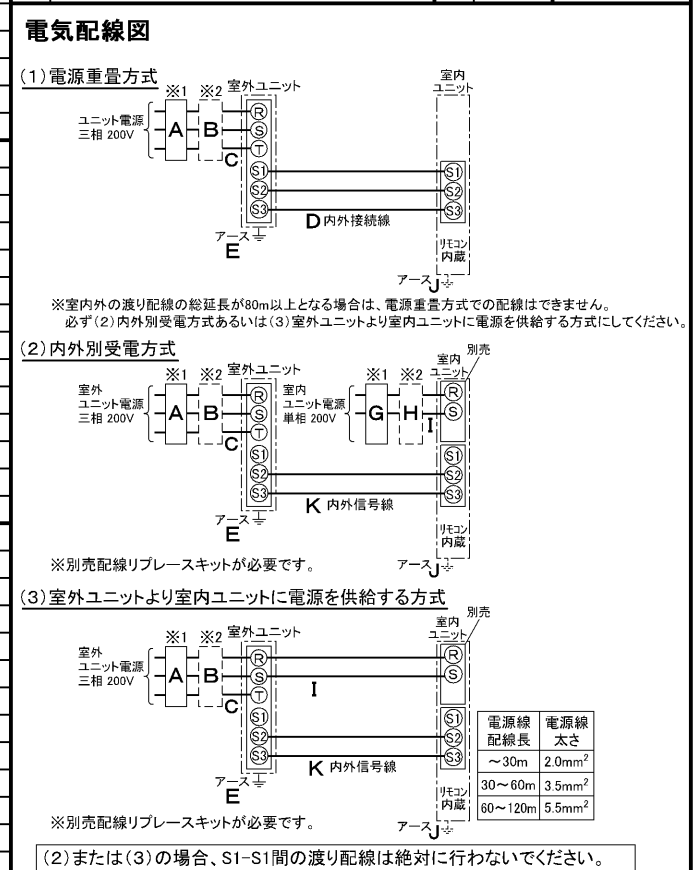 電気配線図
(1)電源重畳方式
※1 ※2 室外ユニット
室内
ユニット
ユニット電源
三相 200V
A B
C
R
S
T
S1
S2
S3
S1
S2
S3
D 内外接続線
アース
E
リモコン
内蔵
アース J
※室内外の渡り配線の総延長が80m以上となる場合は、電源重畳方式での配線はできません。
必ず(2)内外別受電方式あるいは(3)室外ユニットより室内ユニットに電源を供給する方式にしてください。
(2)内外別受電方式
※1 ※2 室外ユニット
※1 ※2
室内
ユニット
別売
室外
ユニット電源
三相 200V
A B
C
R
S
T
S1
S2
S3
室内
ユニット電源
単相 200V
G H
I
R
S
S1
S2
S3
K 内外信号線
アース
E
リモコン
内蔵
アース J
※別売配線リプレースキットが必要です。
(3)室外ユニットより室内ユニットに電源を供給する方式
※1 ※2 室外ユニット
室内
ユニット
別売
室外
ユニット電源
三相 200V
A B
C
R
S
T
S1
S2
S3
I
R
S
S1
S2
S3
K 内外信号線
アース
E
リモコン
内蔵
アース J
電源線
配線長
電源線
太さ
～30m 2.0mm²
30～60m 3.5mm²
60～120m 5.5mm²
※別売配線リプレースキットが必要です。
(2)または(3)の場合、S1-S1間の渡り配線は絶対に行わないでください。